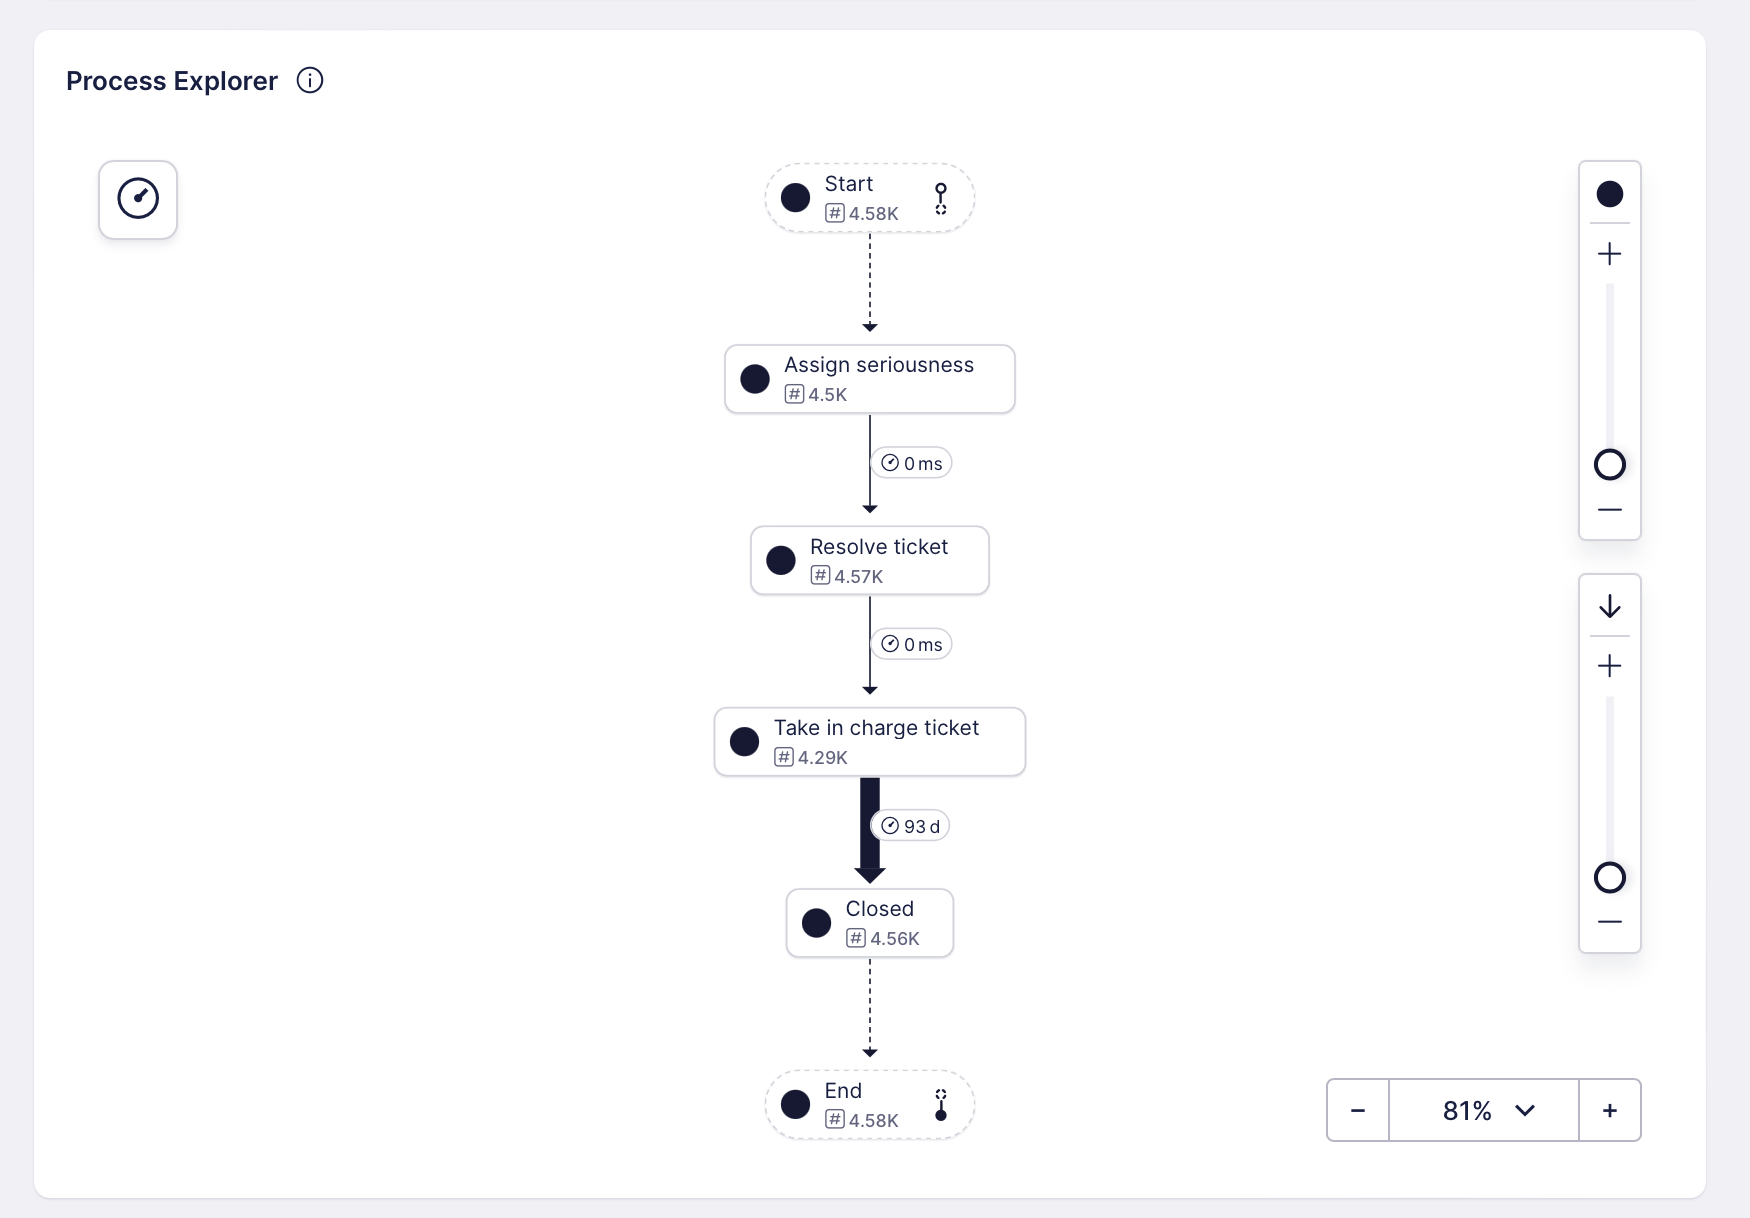 Process Explorer
Start
# 4.58K
Assign seriousness
# 4.5K
0 ms
Resolve ticket
# 4.57K
0 ms
Take in charge ticket
# 4.29K
93 d
Closed
# 4.56K
End
# 4.58K
81%